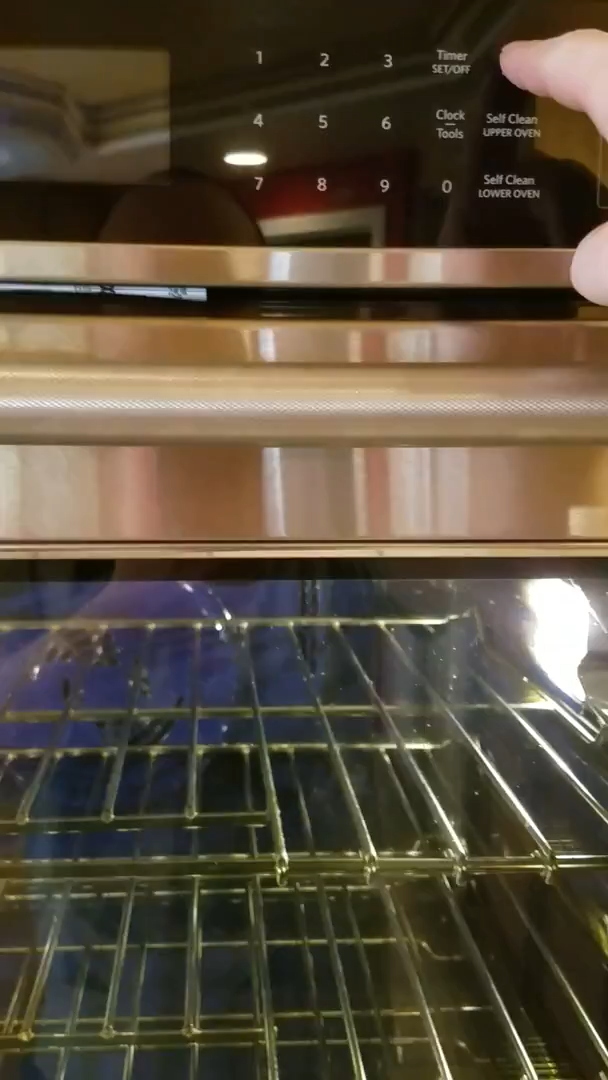 1 2 3 Timer
SET/OFF
4 5 6 Clock
Tools
Self Clean
UPPER OVEN
7 8 9 0 Self Clean
LOWER OVEN